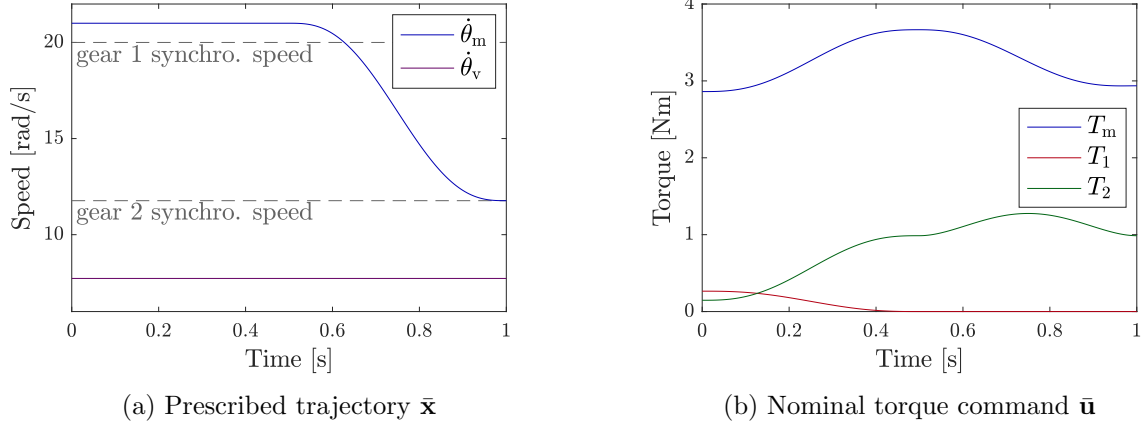 20
15
10
Speed [rad/s]
gear 1 synchro. speed
gear 2 synchro. speed
θ̇m
θ̇v
0
0.2
0.4
0.6
0.8
1
Time [s]
(a) Prescribed trajectory x̄
4
3
2
1
0
Torque [Nm]
Tm
T1
T2
0
0.2
0.4
0.6
0.8
1
Time [s]
(b) Nominal torque command ū